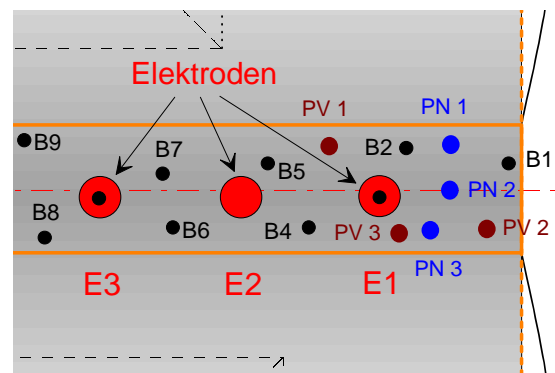 Elektroden
PV 1
PN 1
B9
B7
B5
B2
B1
PN 2
B8
B6
B4
PV 3
PV 2
PN 3
E3
E2
E1